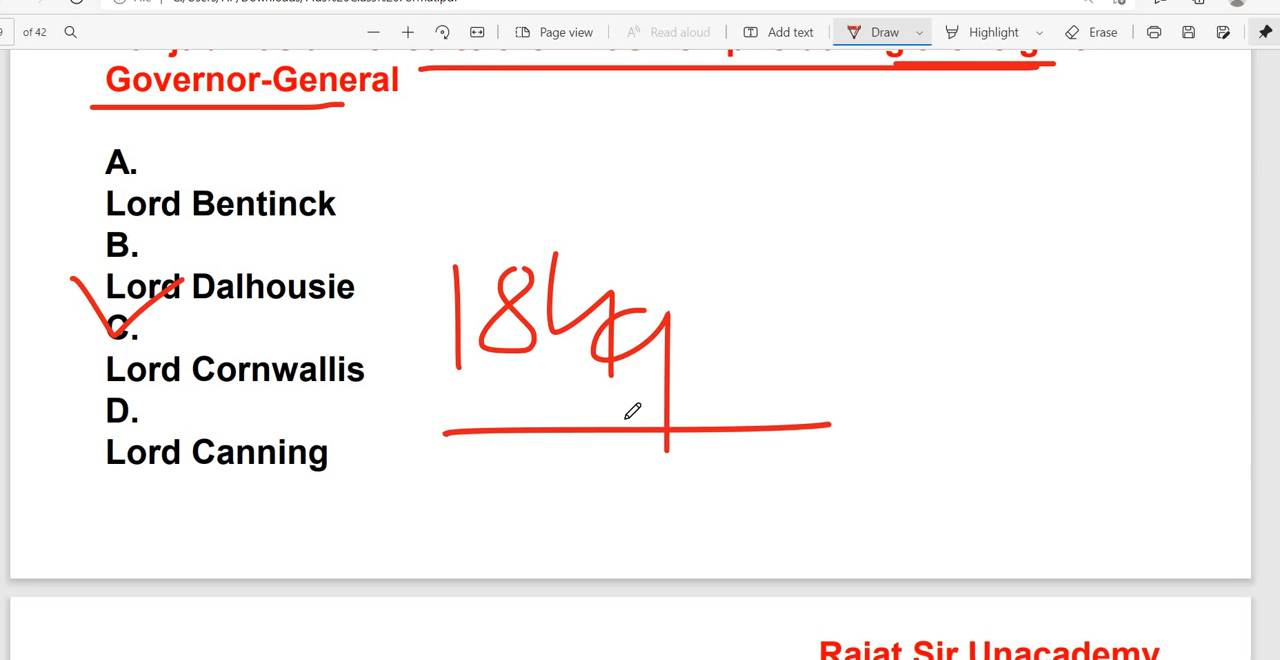 of 42 Page view Read aloud Add text Draw Highlight Erase
Governor-General
A.
Lord Bentinck
B.
Lord Dalhousie
C.
Lord Cornwallis
D.
Lord Canning
1849
Rajat Sir Unacademy